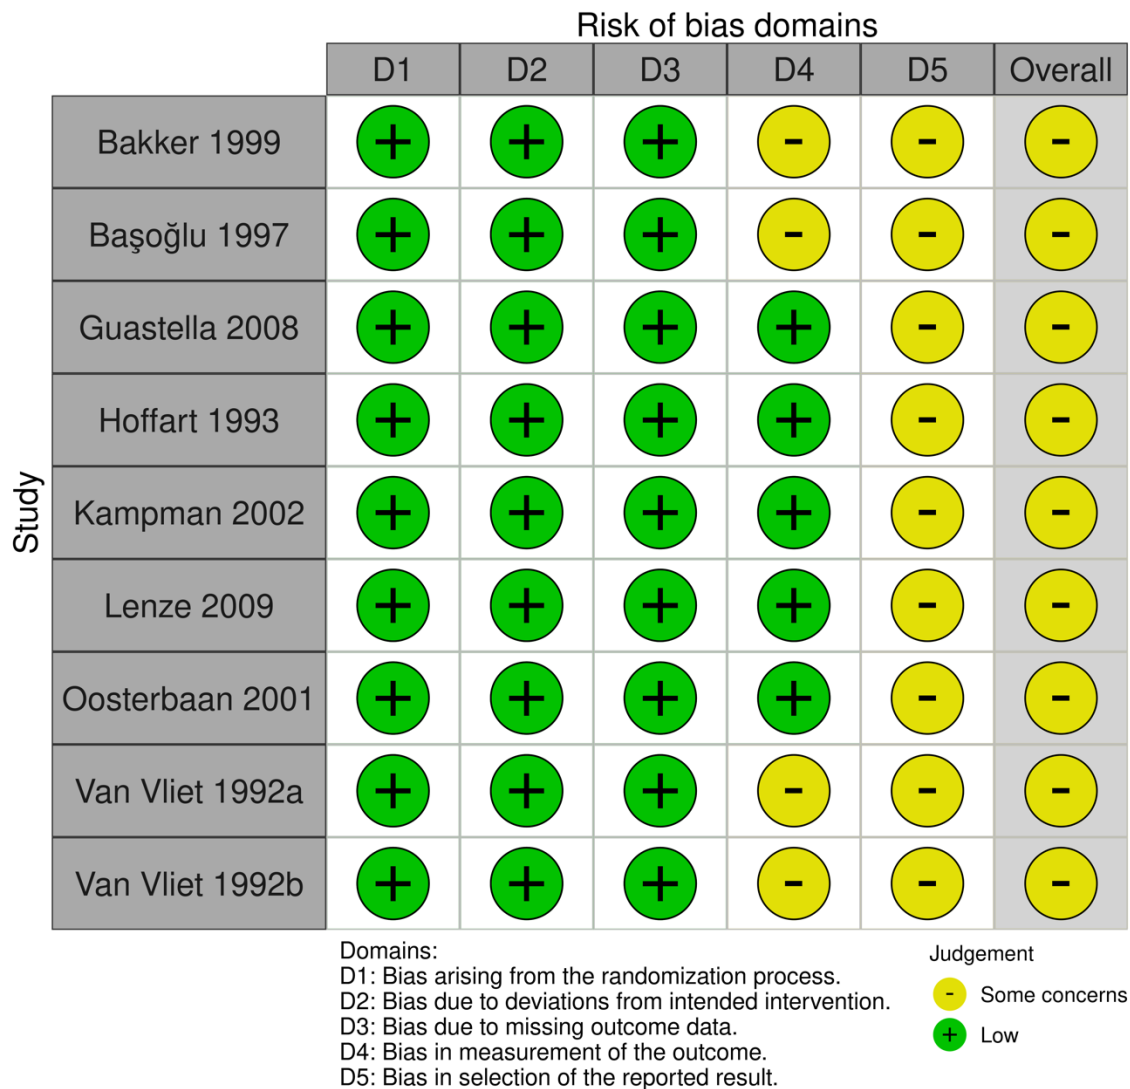 Risk of bias domains
D1 D2 D3 D4 D5 Overall
Study
Bakker 1999 + + + - - -
Başoğlu 1997 + + + - - -
Guastella 2008 + + + + - -
Hoffart 1993 + + + + - -
Kampman 2002 + + + + - -
Lenze 2009 + + + + - -
Oosterbaan 2001 + + + + - -
Van Vliet 1992a + + + - - -
Van Vliet 1992b + + + - - -
Domains:
D1: Bias arising from the randomization process.
D2: Bias due to deviations from intended intervention.
D3: Bias due to missing outcome data.
D4: Bias in measurement of the outcome.
D5: Bias in selection of the reported result.
Judgement
- Some concerns
+ Low